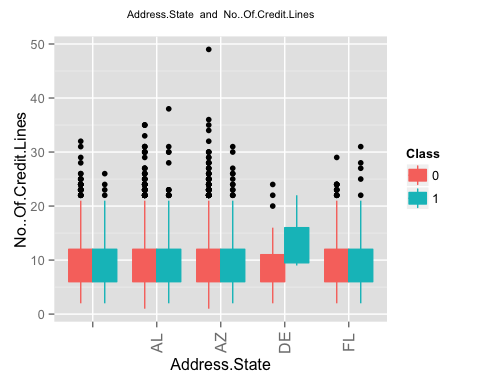 Address.State and No..Of.Credit.Lines
50
40
30
20
10
0
No..Of.Credit.Lines
AL
AZ
DE
FL
Address.State
Class
0
1